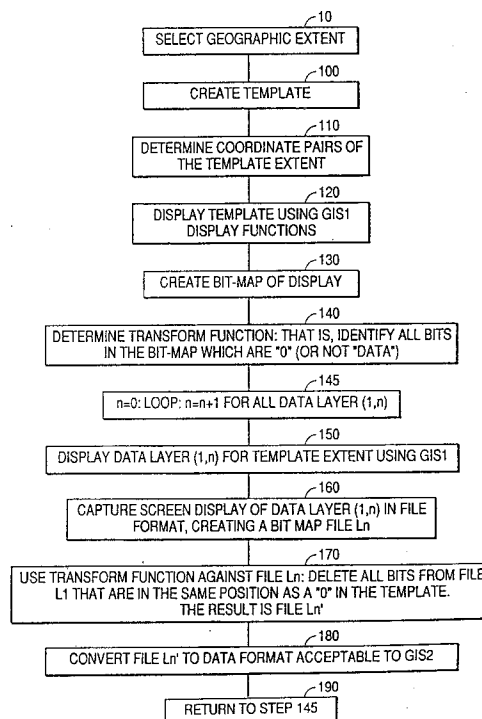 10
SELECT GEOGRAPHIC EXTENT
100
CREATE TEMPLATE
110
DETERMINE COORDINATE PAIRS OF
THE TEMPLATE EXTENT
120
DISPLAY TEMPLATE USING GIS1
DISPLAY FUNCTIONS
130
CREATE BIT-MAP OF DISPLAY
140
DETERMINE TRANSFORM FUNCTION: THAT IS, IDENTIFY ALL BITS
IN THE BIT-MAP WHICH ARE "0" (OR NOT "DATA")
145
n=0: LOOP: n=n+1 FOR ALL DATA LAYER (1,n)
150
DISPLAY DATA LAYER (1,n) FOR TEMPLATE EXTENT USING GIS1
160
CAPTURE SCREEN DISPLAY OF DATA LAYER (1,n) IN FILE
FORMAT, CREATING A BIT MAP FILE Ln
170
USE TRANSFORM FUNCTION AGAINST FILE Ln: DELETE ALL BITS FROM FILE
L1 THAT ARE IN THE SAME POSITION AS A "0" IN THE TEMPLATE.
THE RESULT IS FILE Ln'
180
CONVERT FILE Ln' TO DATA FORMAT ACCEPTABLE TO GIS2
190
RETURN TO STEP 145